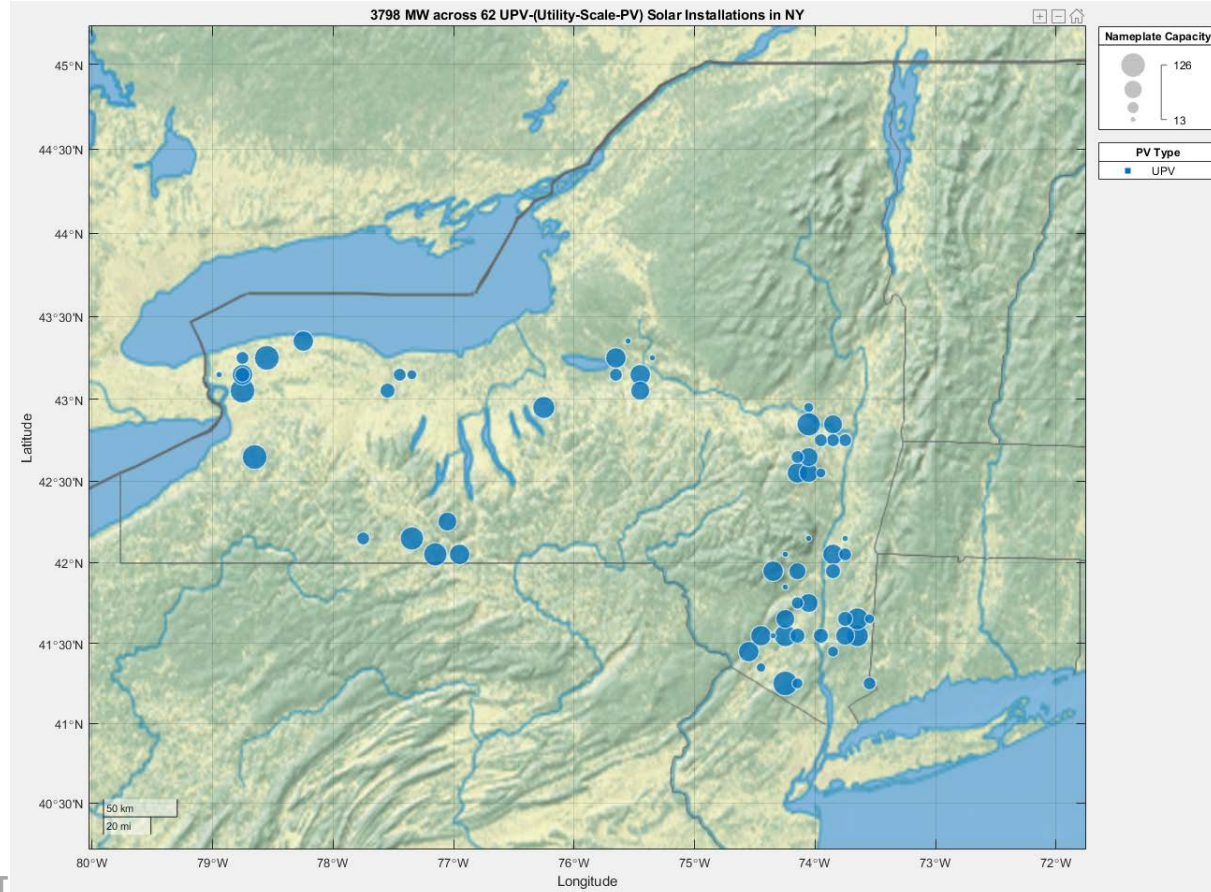 3798 MW across 62 UPV-(Utility-Scale-PV) Solar Installations in NY
Nameplate Capacity
126
13
PV Type
UPV
Latitude
45°N
44°30'N
44°N
43°30'N
43°N
42°30'N
42°N
41°30'N
41°N
40°30'N
50 km
20 mi
80°W 79°W 78°W 77°W 76°W 75°W 74°W 73°W 72°W
Longitude